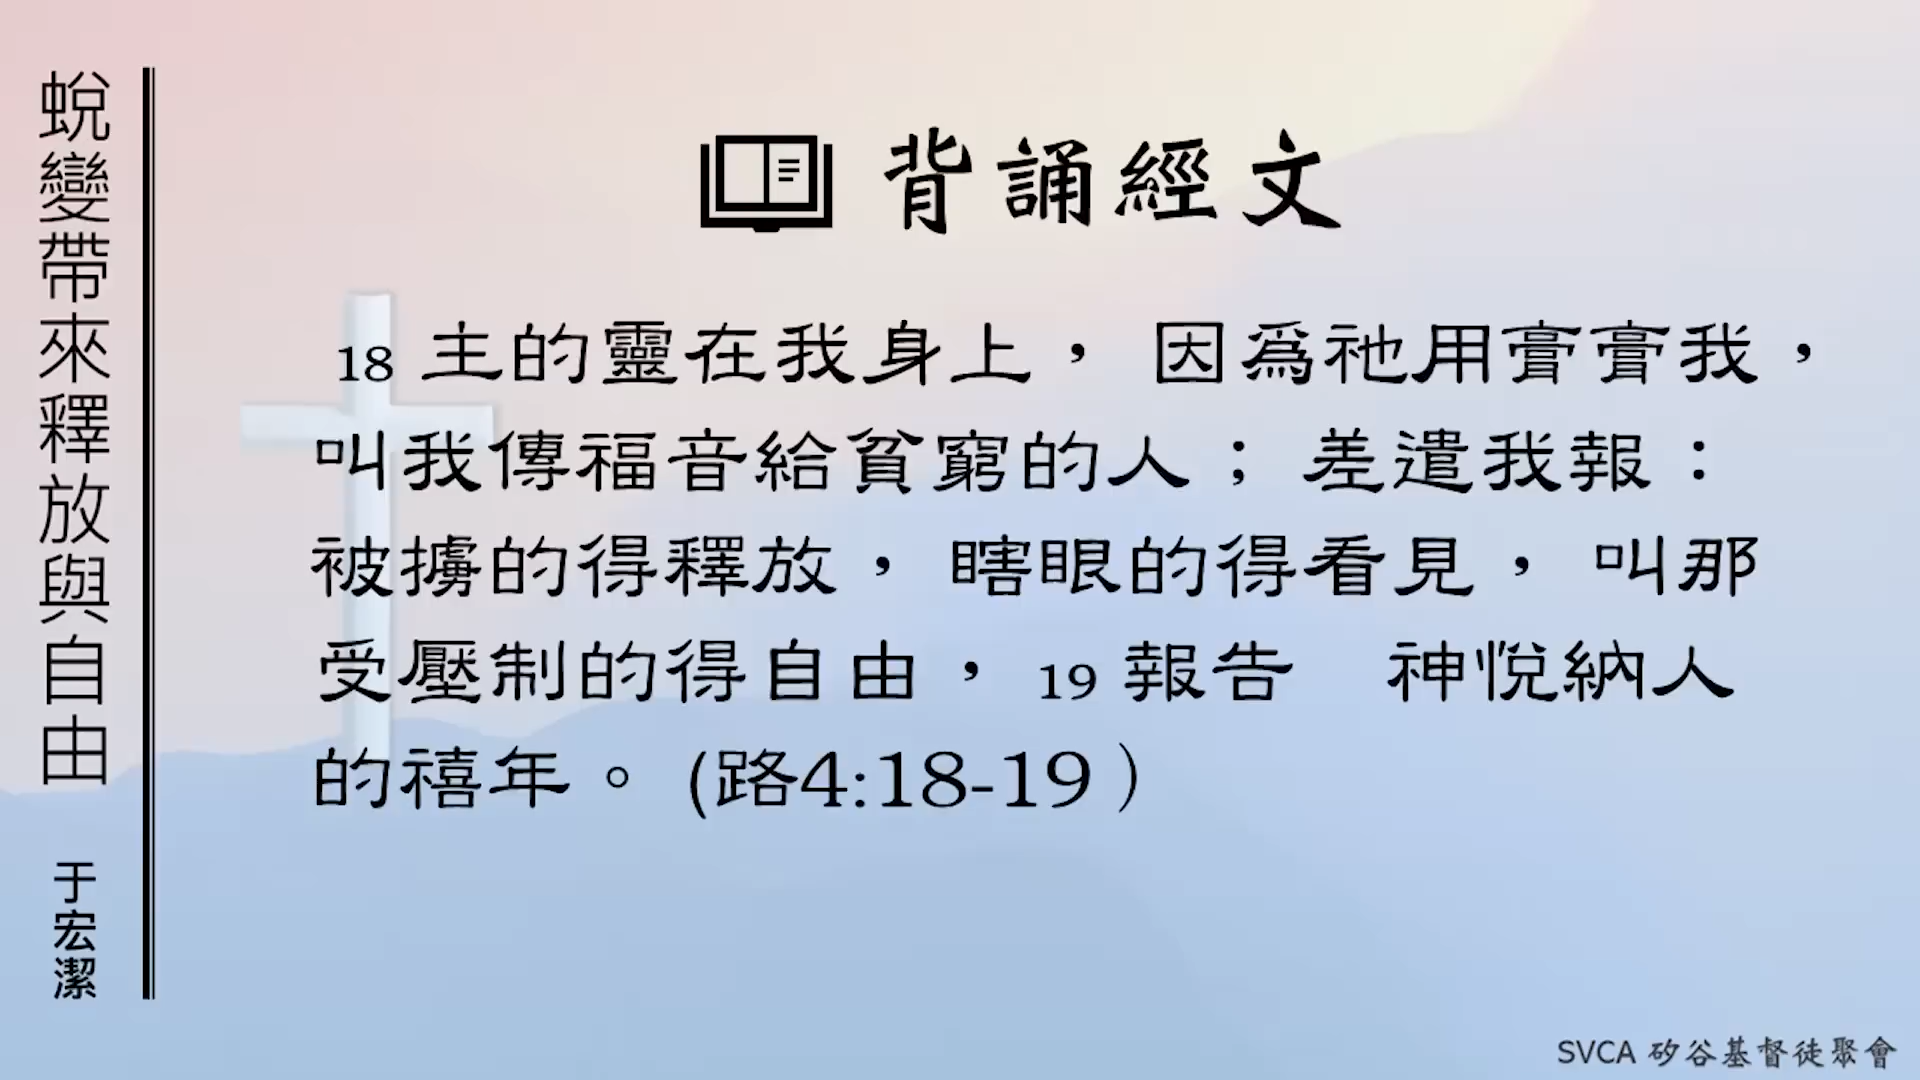 蛻變帶來釋放與自由
于宏潔
背誦經文
18 主的靈在我身上， 因為祂用膏膏我，
叫我傳福音給貧窮的人； 差遣我報：
被擄的得釋放， 瞎眼的得看見， 叫那
受壓制的得自由， 19 報告　神悅納人
的禧年。 (路4:18-19）
SVCA 矽谷基督徒聚會